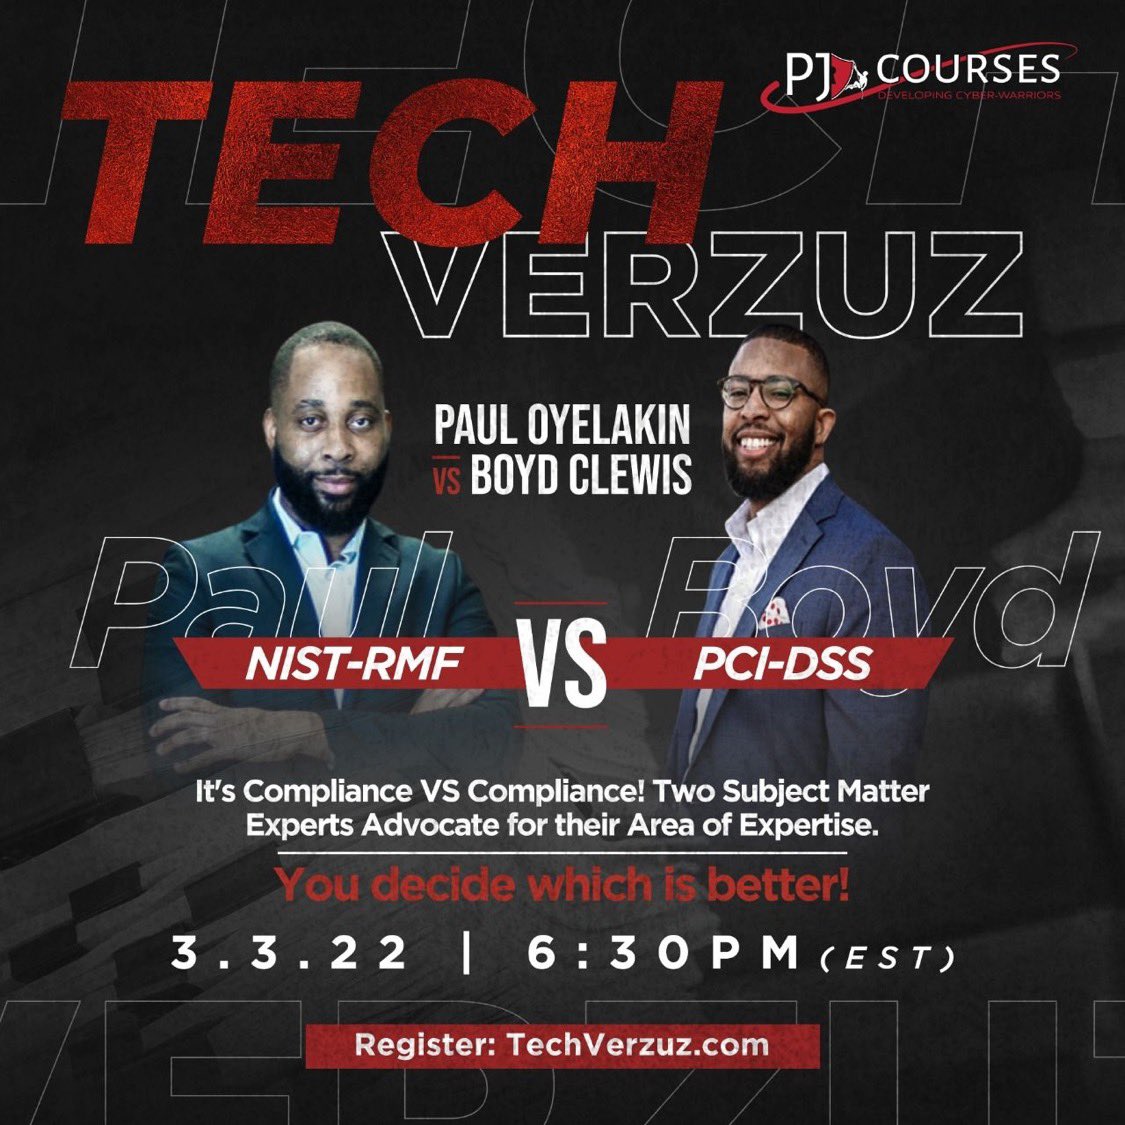 PJ COURSES
DEVELOPING CYBER-WARRIORS
TECH
VERZUZ
PAUL OYELAKIN
VS BOYD CLEWIS
Paul
Boyd
NIST-RMF
VS
PCI-DSS
It's Compliance VS Compliance! Two Subject Matter
Experts Advocate for their Area of Expertise.
You decide which is better!
3.3.22 | 6:30PM (EST)
VERZUZ
Register: TechVerzuz.com